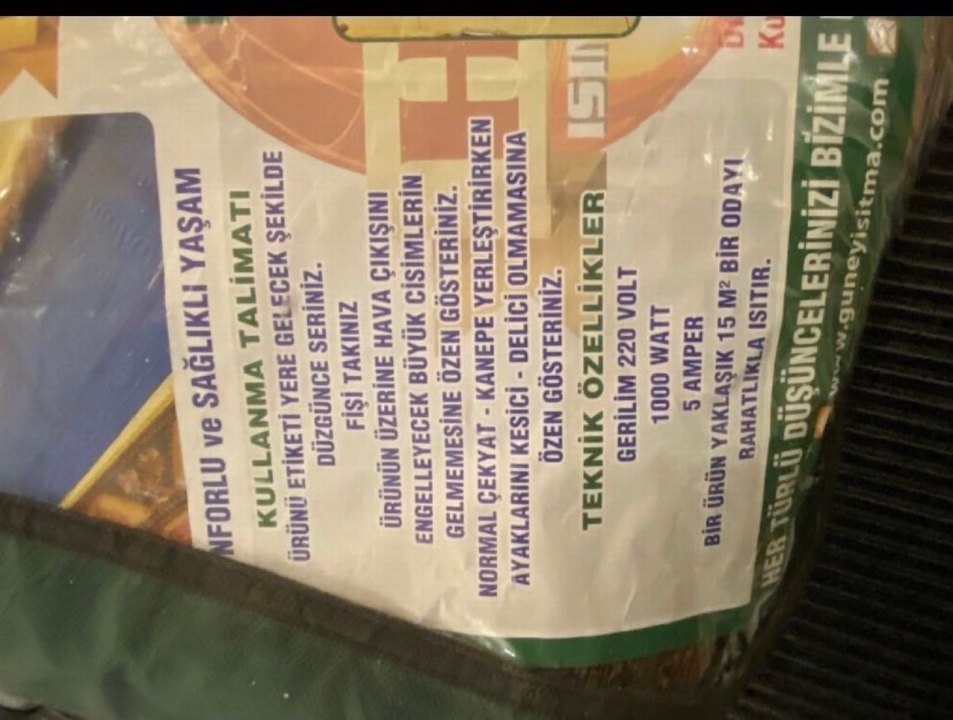 ISI
NFORLU ve SAĞLIKLI YAŞAM
KULLANMA TALİMATI
ÜRÜNÜ ETİKETİ YERE GELECEK ŞEKİLDE
DÜZGÜNCE SERİNİZ.
FİŞİ TAKINIZ
ÜRÜNÜN ÜZERİNE HAVA ÇIKIŞINI
ENGELLEYECEK BÜYÜK CİSİMLERİN
GELMEMESİNE ÖZEN GÖSTERİNİZ.
NORMAL ÇEKYAT - KANEPE YERLEŞTİRİRKEN
AYAKLARINI KESİCİ - DELİCİ OLMAMASINA
ÖZEN GÖSTERİNİZ.
TEKNİK ÖZELLİKLER
GERİLİM 220 VOLT
1000 WATT
5 AMPER
BİR ÜRÜN YAKLAŞIK 15 M² BİR ODAYI
RAHATLIKLA ISITIR.
HER TÜRLÜ DÜŞÜNCELERİNİZİ BİZİMLE
www.guneyisitma.com